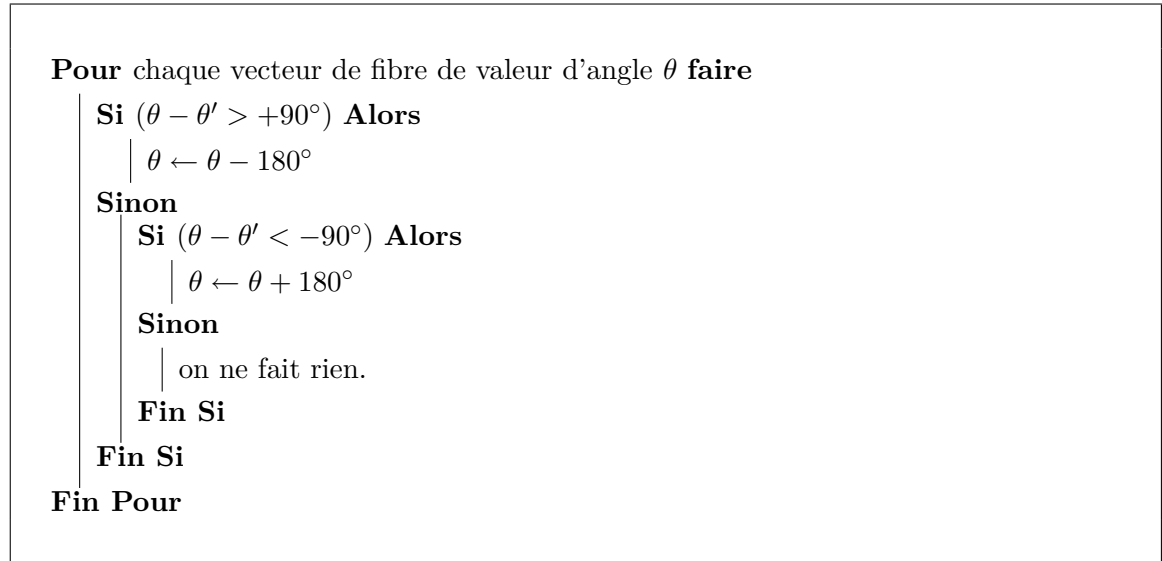 Pour chaque vecteur de fibre de valeur d'angle θ faire
Si (θ − θ′ > +90°) Alors
θ ← θ − 180°
Sinon
Si (θ − θ′ < −90°) Alors
θ ← θ + 180°
Sinon
on ne fait rien.
Fin Si
Fin Si
Fin Pour